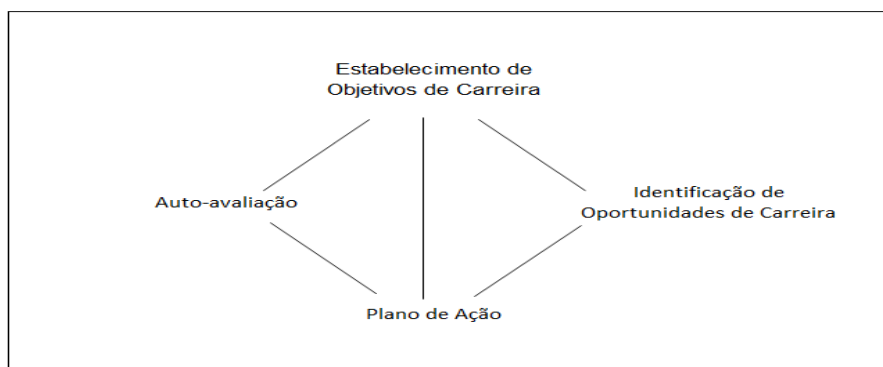 Estabelecimento de
Objetivos de Carreira
Auto-avaliação
Identificação de
Oportunidades de Carreira
Plano de Ação